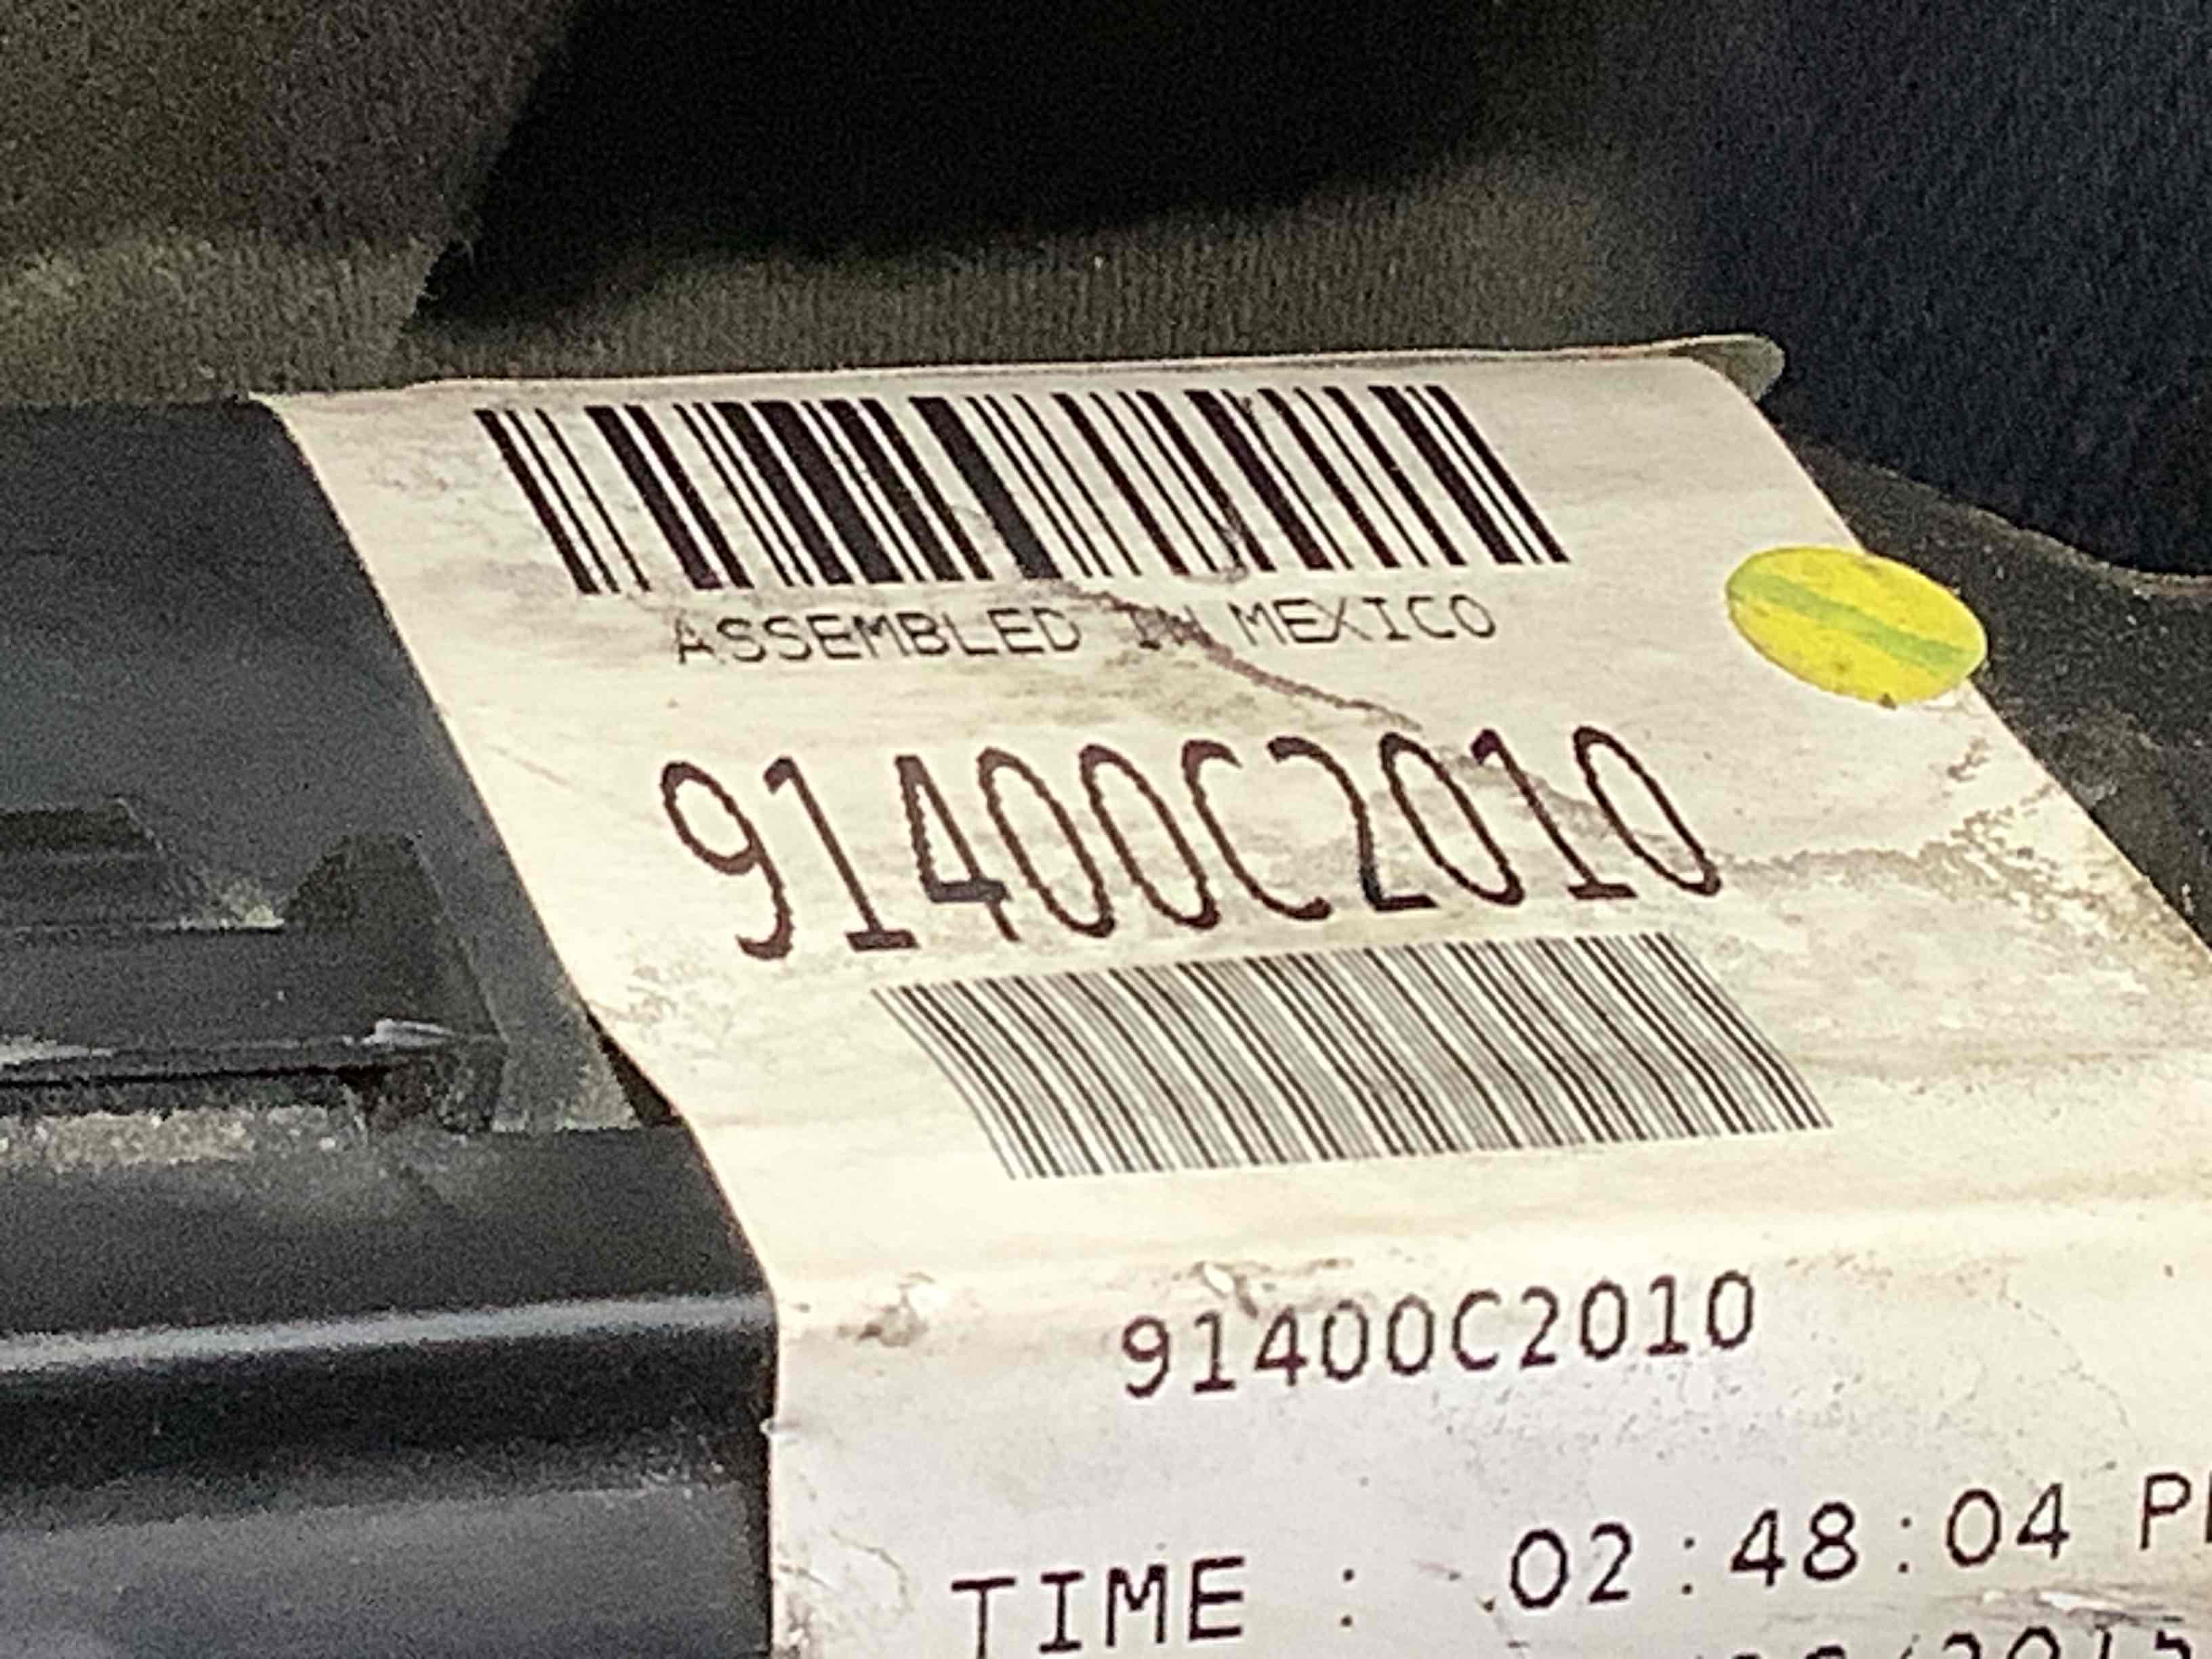 ASSEMBLED IN MEXICO
91400C2010
91400C2010
TIME : 02:48:04